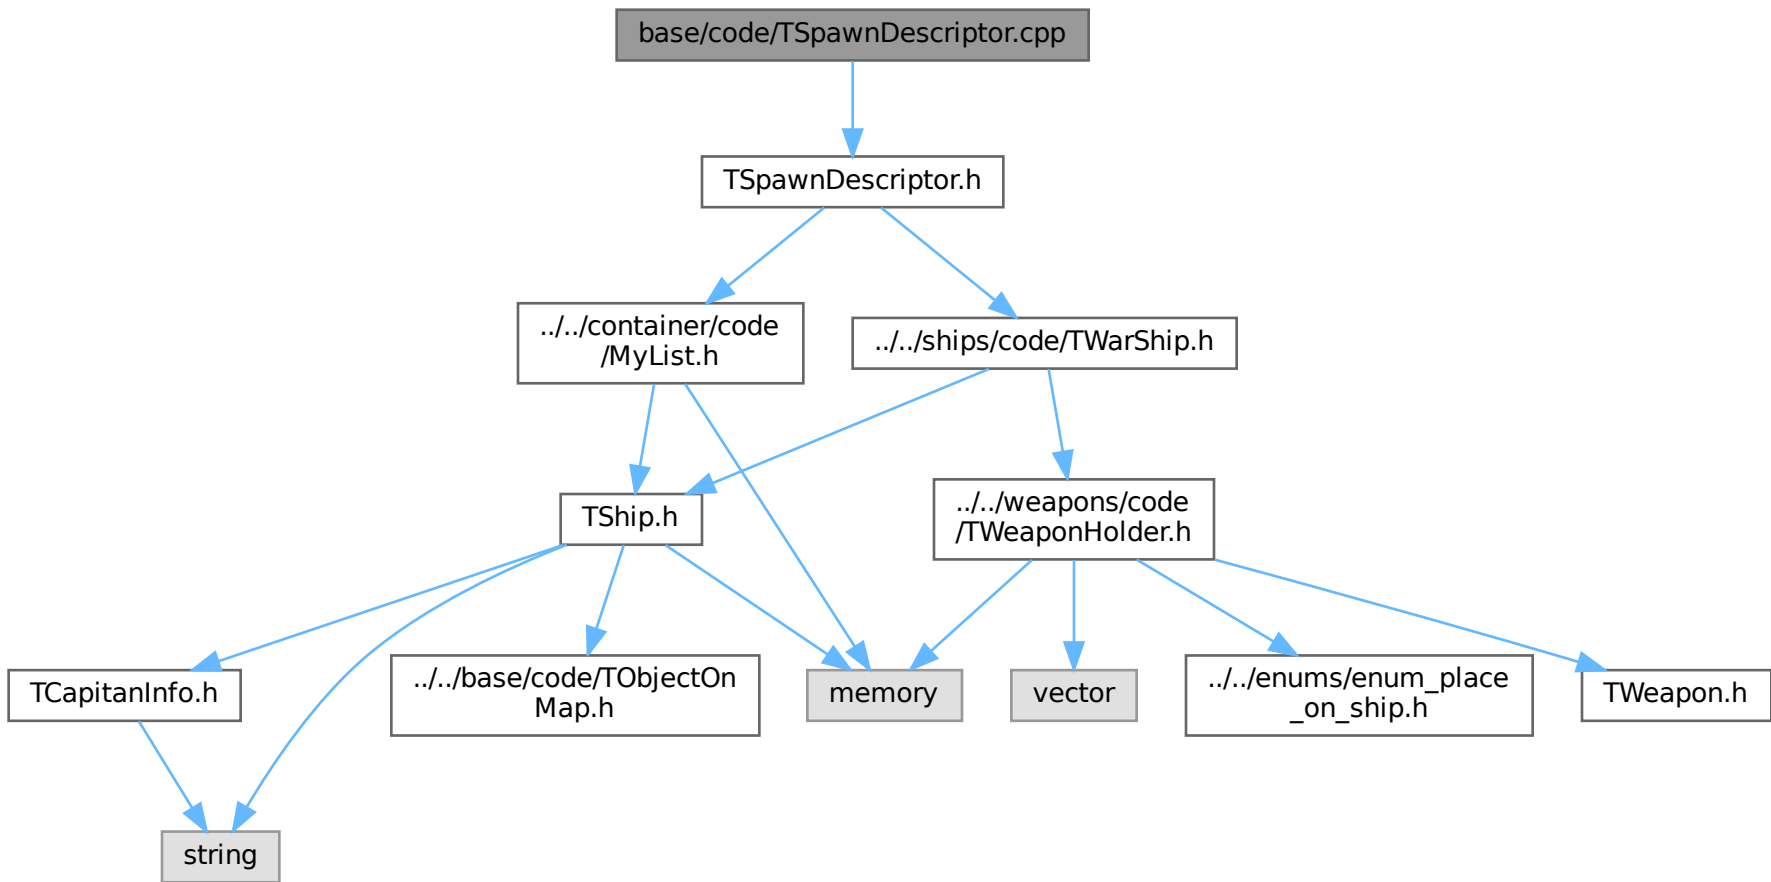 base/code/TSpawnDescriptor.cpp
TSpawnDescriptor.h
../../container/code
/MyList.h
../../ships/code/TWarShip.h
TShip.h
../../weapons/code
/TWeaponHolder.h
TCapitanInfo.h
../../base/code/TObjectOn
Map.h
memory
vector
../../enums/enum_place
_on_ship.h
TWeapon.h
string